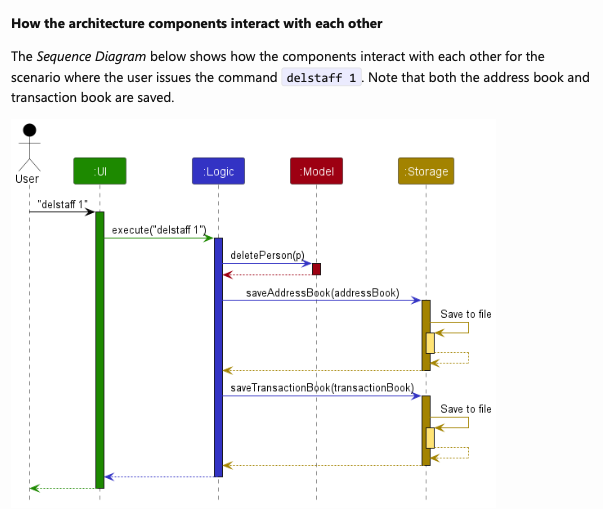 How the architecture components interact with each other
The Sequence Diagram below shows how the components interact with each other for the
scenario where the user issues the command delstaff 1 . Note that both the address book and
transaction book are saved.
User
:UI
:Logic
:Model
:Storage
"delstaff 1"
execute("delstaff 1")
deletePerson(p)
saveAddressBook(addressBook)
Save to file
saveTransactionBook(transactionBook)
Save to file